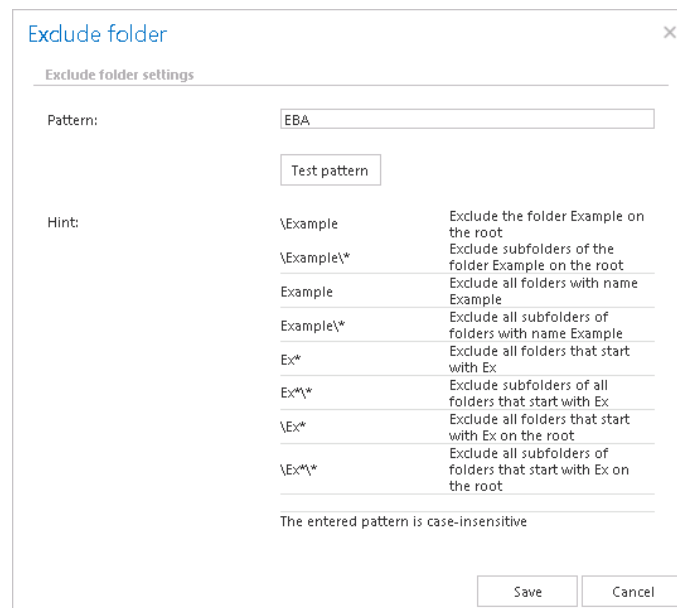 Exclude folder
Exclude folder settings
Pattern:
EBA
Test pattern
Hint:
\Example
Exclude the folder Example on
the root
\Example\*
Exclude subfolders of the
folder Example on the root
Example
Exclude all folders with name
Example
Example\*
Exclude all subfolders of
folders with name Example
Ex*
Exclude all folders that start
with Ex
Ex*\*
Exclude subfolders of all
folders that start with Ex
\Ex*
Exclude all folders that start
with Ex on the root
\Ex*\*
Exclude all subfolders of
folders that start with Ex on
the root
The entered pattern is case-insensitive
Save
Cancel